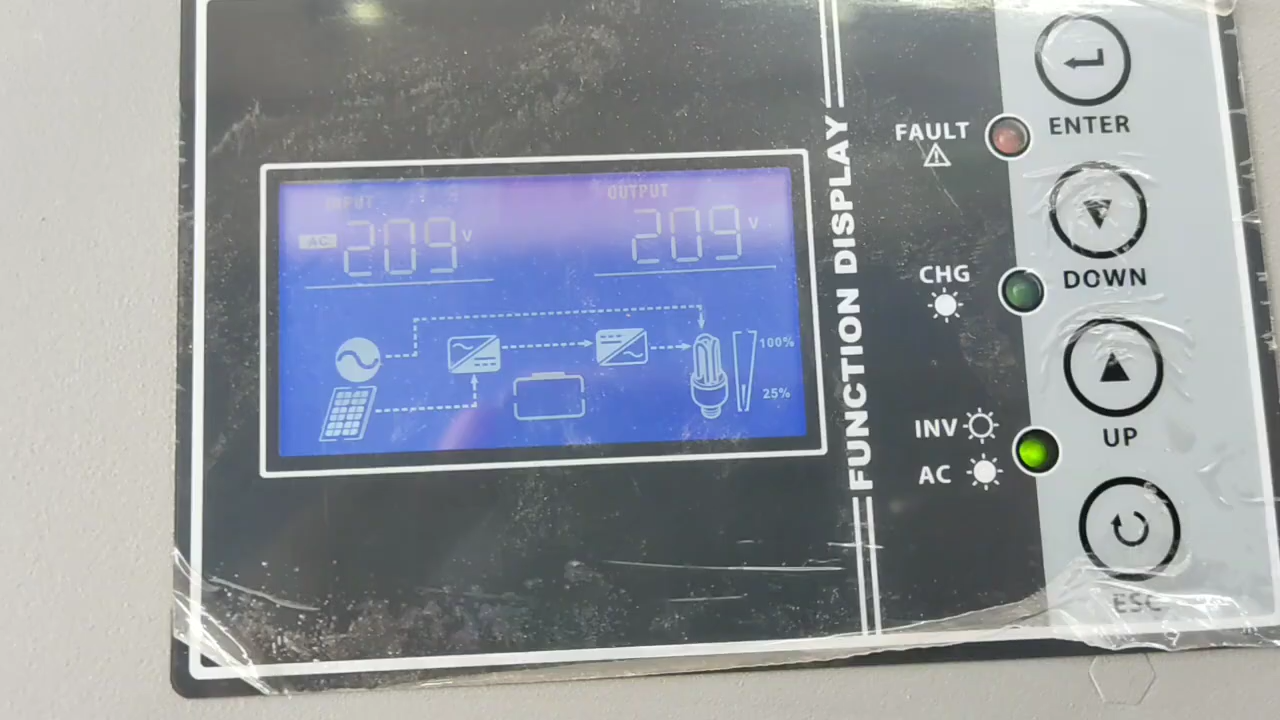 INPUT
OUTPUT
AC 209 V
209 V
100%
25%
FUNCTION DISPLAY
FAULT
CHG
INV
AC
ENTER
DOWN
UP
ESC